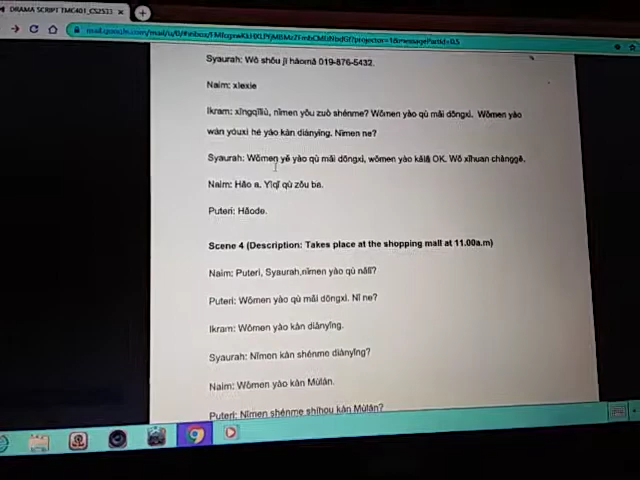 DRAMA SCRIPT TMC401_CS2533
Syaurah: Wǒ shǒu jī hàomǎ 019-876-5432.
Naim: xièxie
Ikram: xīngqīliù, nǐmen yǒu zuò shénme? Wǒmen yào qù mǎi dōngxi. Wǒmen yào
wán yóuxì hé yào kàn diànyǐng. Nǐmen ne?
Syaurah: Wǒmen yě yào qù mǎi dōngxi, wǒmen yào kǎlā OK. Wǒ xǐhuan chànggē.
Naim: Hǎo a. Yīqǐ qù zǒu ba.
Puteri: Hǎode.
Scene 4 (Description: Takes place at the shopping mall at 11.00a.m)
Naim: Puteri, Syaurah,nǐmen yào qù nǎlǐ?
Puteri: Wǒmen yào qù mǎi dōngxi. Nǐ ne?
Ikram: Wǒmen yào kàn diànyǐng.
Syaurah: Nǐmen kàn shénme diànyǐng?
Naim: Wǒmen yào kàn Mùlán.
Puteri: Nǐmen shénme shíhou kàn Mùlán?